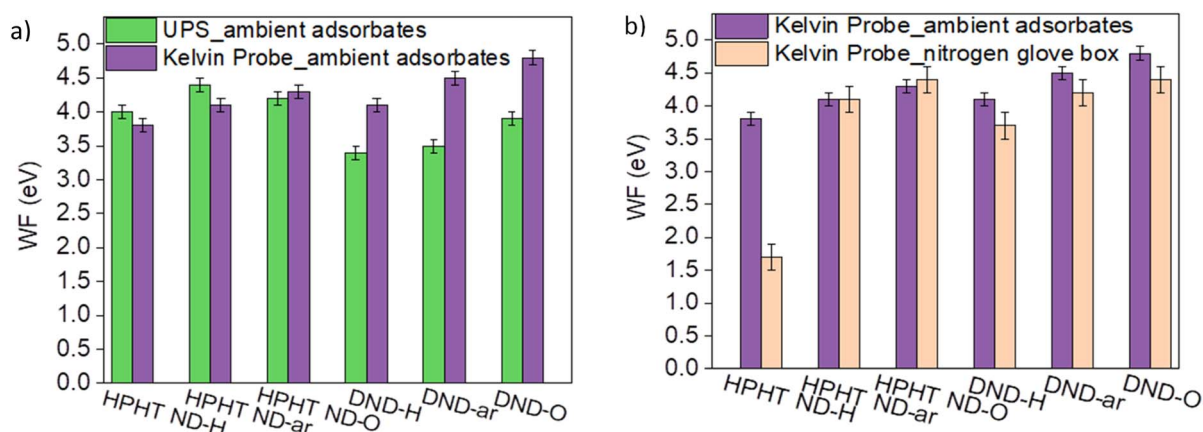 a)
UPS_ambient adsorbates
Kelvin Probe_ambient adsorbates
WF (eV)
5.0
4.5
4.0
3.5
3.0
2.5
2.0
1.5
1.0
0.5
0.0
HPHT ND-H
HPHT ND-ar
HPHT ND-O
DND-H
DND-ar
DND-O
b)
Kelvin Probe_ambient adsorbates
Kelvin Probe_nitrogen glove box
WF (eV)
5.0
4.5
4.0
3.5
3.0
2.5
2.0
1.5
1.0
0.5
0.0
HPHT ND-H
HPHT ND-ar
HPHT ND-O
DND-H
DND-ar
DND-O